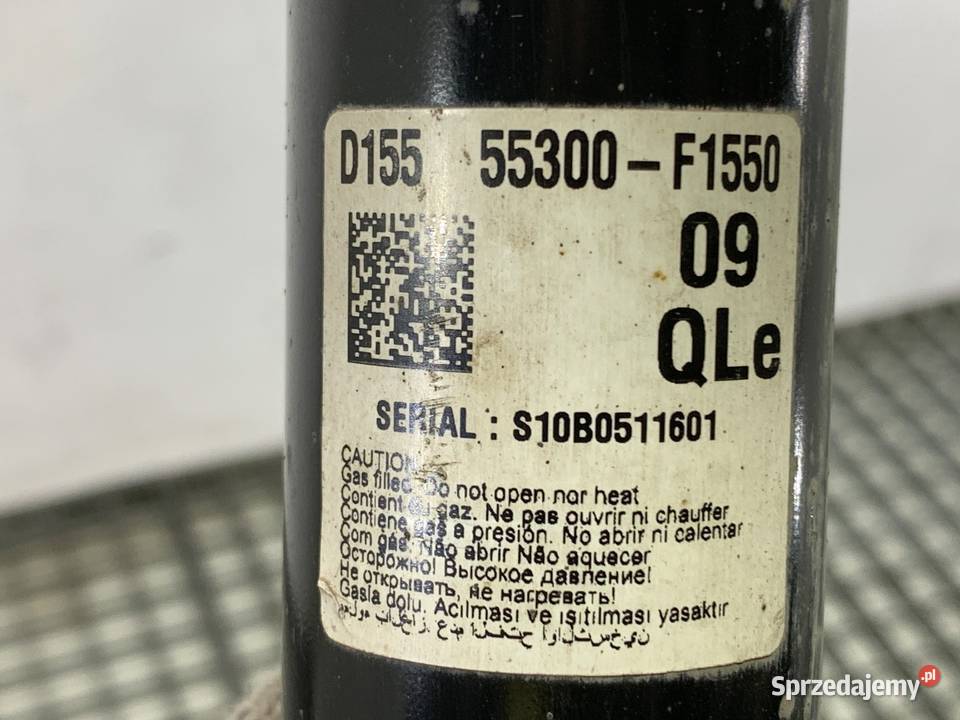 D155 55300-F1550
09
QLe
SERIAL : S10B0511601
CAUTION
Gas filled. Do not open nor heat
Contient du gaz. Ne pas ouvrir ni chauffer
Contiene gas a presión. No abrir ni calentar
Com gás. Não abrir Não aquecer
Осторожно! Высокое давление!
Не открывать, не нагревать!
Gasla dolu. Acılması ve ısıtılması yasaktır
Sprzedajemy.pl